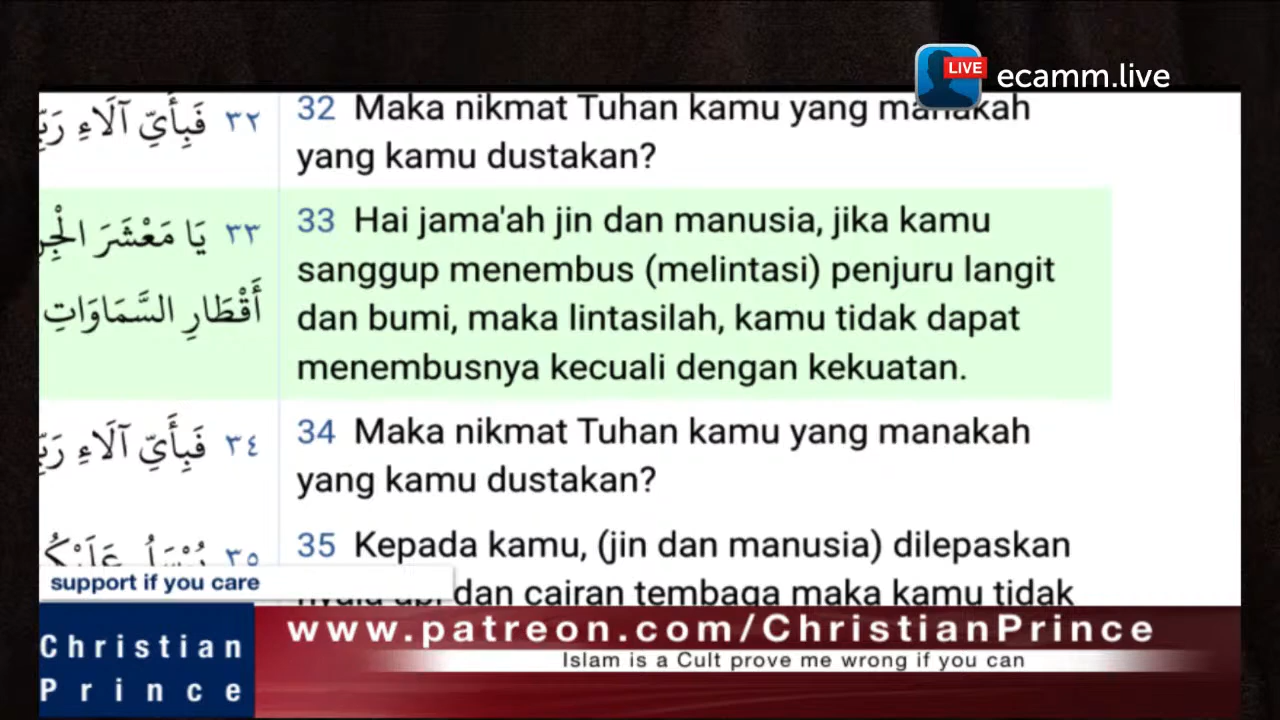 LIVE
ecamm.live
٣٢ فَبِأَيِّ آلَاءِ
32 Maka nikmat Tuhan kamu yang manakah
yang kamu dustakan?
٣٣ يَا مَعْشَرَ
أَقْطَارِ السَّمَاوَاتِ
33 Hai jama'ah jin dan manusia, jika kamu
sanggup menembus (melintasi) penjuru langit
dan bumi, maka lintasilah, kamu tidak dapat
menembusnya kecuali dengan kekuatan.
٣٤ فَبِأَيِّ آلَاءِ
34 Maka nikmat Tuhan kamu yang manakah
yang kamu dustakan?
٣٥
35 Kepada kamu, (jin dan manusia) dilepaskan
nyala api dan cairan tembaga maka kamu tidak
support if you care
Christian
Prince
www.patreon.com/ChristianPrince
Islam is a Cult prove me wrong if you can